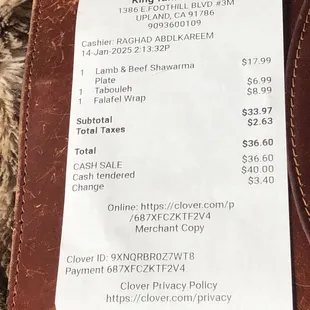 1386 E.FOOTHILL BLVD #3M
UPLAND, CA 91786
9093600109
Cashier: RAGHAD ABDLKAREEM
14-Jan-2025 2:13:32P
1 Lamb & Beef Shawarma Plate $17.99
1 Tabouleh $6.99
1 Falafel Wrap $8.99
Subtotal $33.97
Total Taxes $2.63
Total $36.60
CASH SALE $36.60
Cash tendered $40.00
Change $3.40
Online: https://clover.com/p
/687XFCZKTF2V4
Merchant Copy
Clover ID: 9XNQRBR0Z7WT8
Payment 687XFCZKTF2V4
Clover Privacy Policy
https://clover.com/privacy